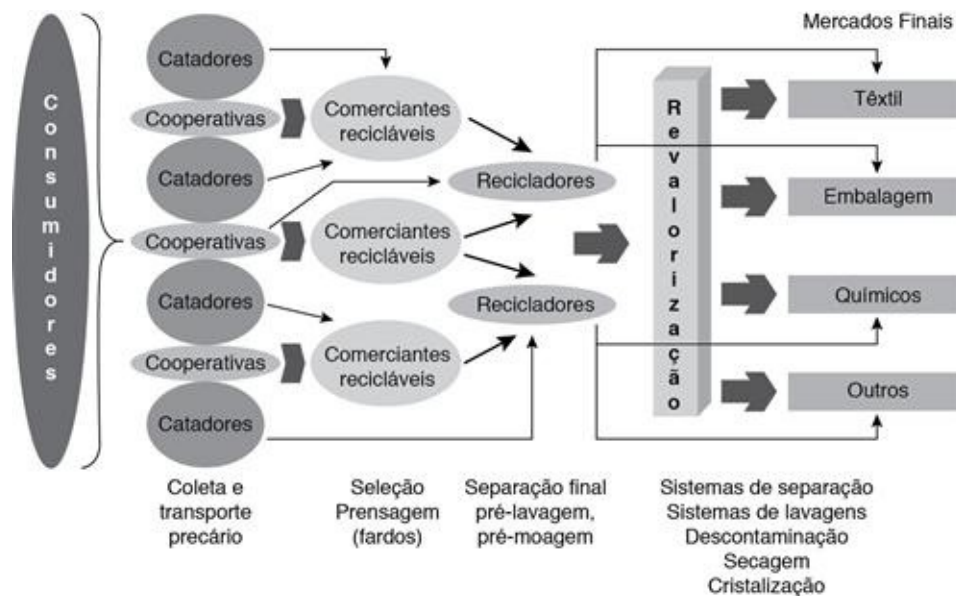 Mercados Finais
Consumidores
Catadores
Cooperativas
Catadores
Cooperativas
Catadores
Cooperativas
Catadores
Coleta e
transporte
precário
Comerciantes
recicláveis
Comerciantes
recicláveis
Comerciantes
recicláveis
Seleção
Prensagem
(fardos)
Recicladores
Recicladores
Separação final
pré-lavagem,
pré-moagem
Revalorização
Sistemas de separação
Sistemas de lavagens
Descontaminação
Secagem
Cristalização
Têxtil
Embalagem
Químicos
Outros